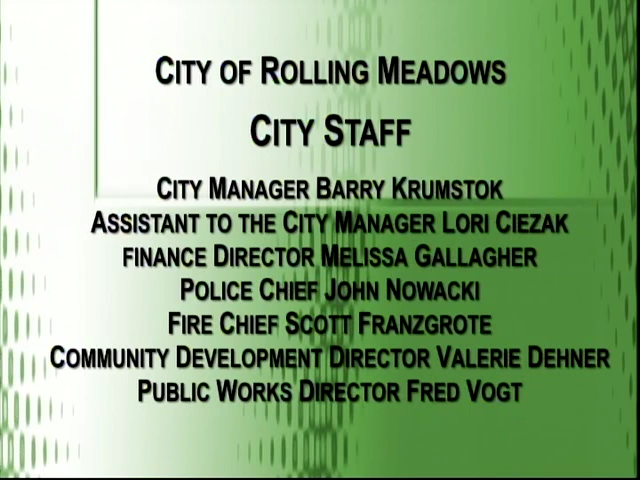 CITY OF ROLLING MEADOWS
CITY STAFF
CITY MANAGER BARRY KRUMSTOK
ASSISTANT TO THE CITY MANAGER LORI CIEZAK
FINANCE DIRECTOR MELISSA GALLAGHER
POLICE CHIEF JOHN NOWACKI
FIRE CHIEF SCOTT FRANZGROTE
COMMUNITY DEVELOPMENT DIRECTOR VALERIE DEHNER
PUBLIC WORKS DIRECTOR FRED VOGT